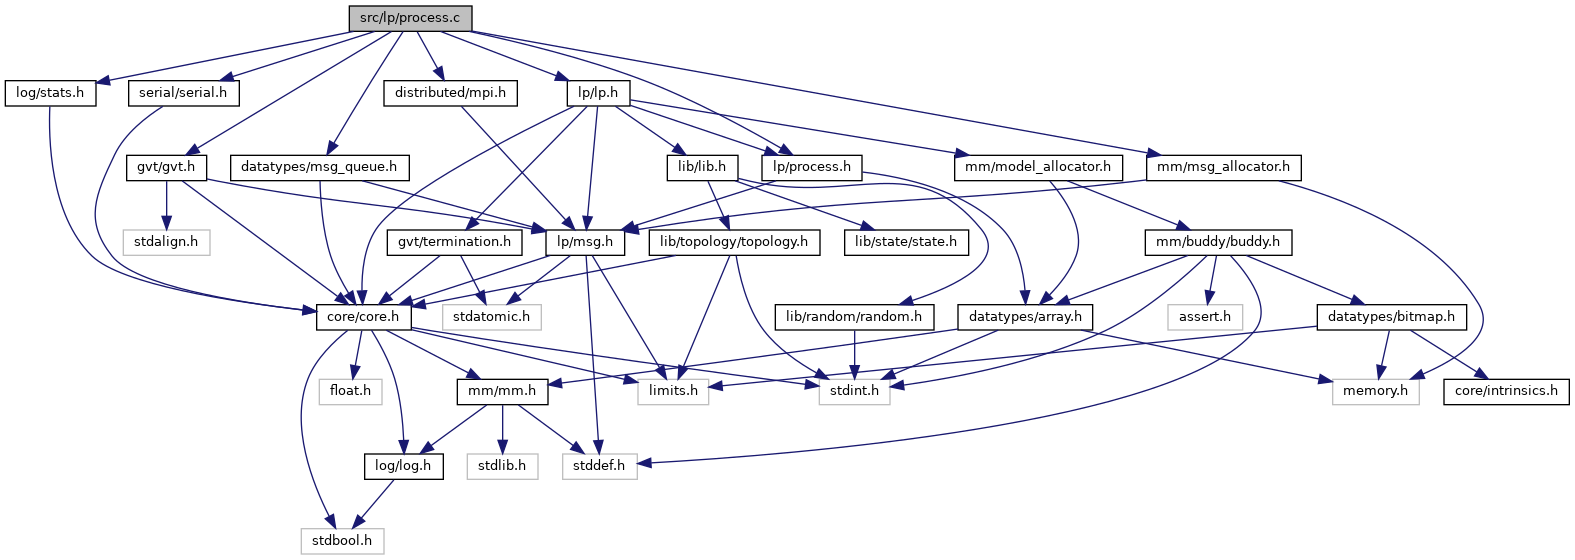 src/lp/process.c
log/stats.h
serial/serial.h
distributed/mpi.h
lp/lp.h
gvt/gvt.h
datatypes/msg_queue.h
lib/lib.h
lp/process.h
mm/model_allocator.h
mm/msg_allocator.h
stdalign.h
gvt/termination.h
lp/msg.h
lib/topology/topology.h
lib/state/state.h
mm/buddy/buddy.h
core/core.h
stdatomic.h
lib/random/random.h
datatypes/array.h
assert.h
datatypes/bitmap.h
float.h
mm/mm.h
limits.h
stdint.h
memory.h
core/intrinsics.h
log/log.h
stdlib.h
stddef.h
stdbool.h